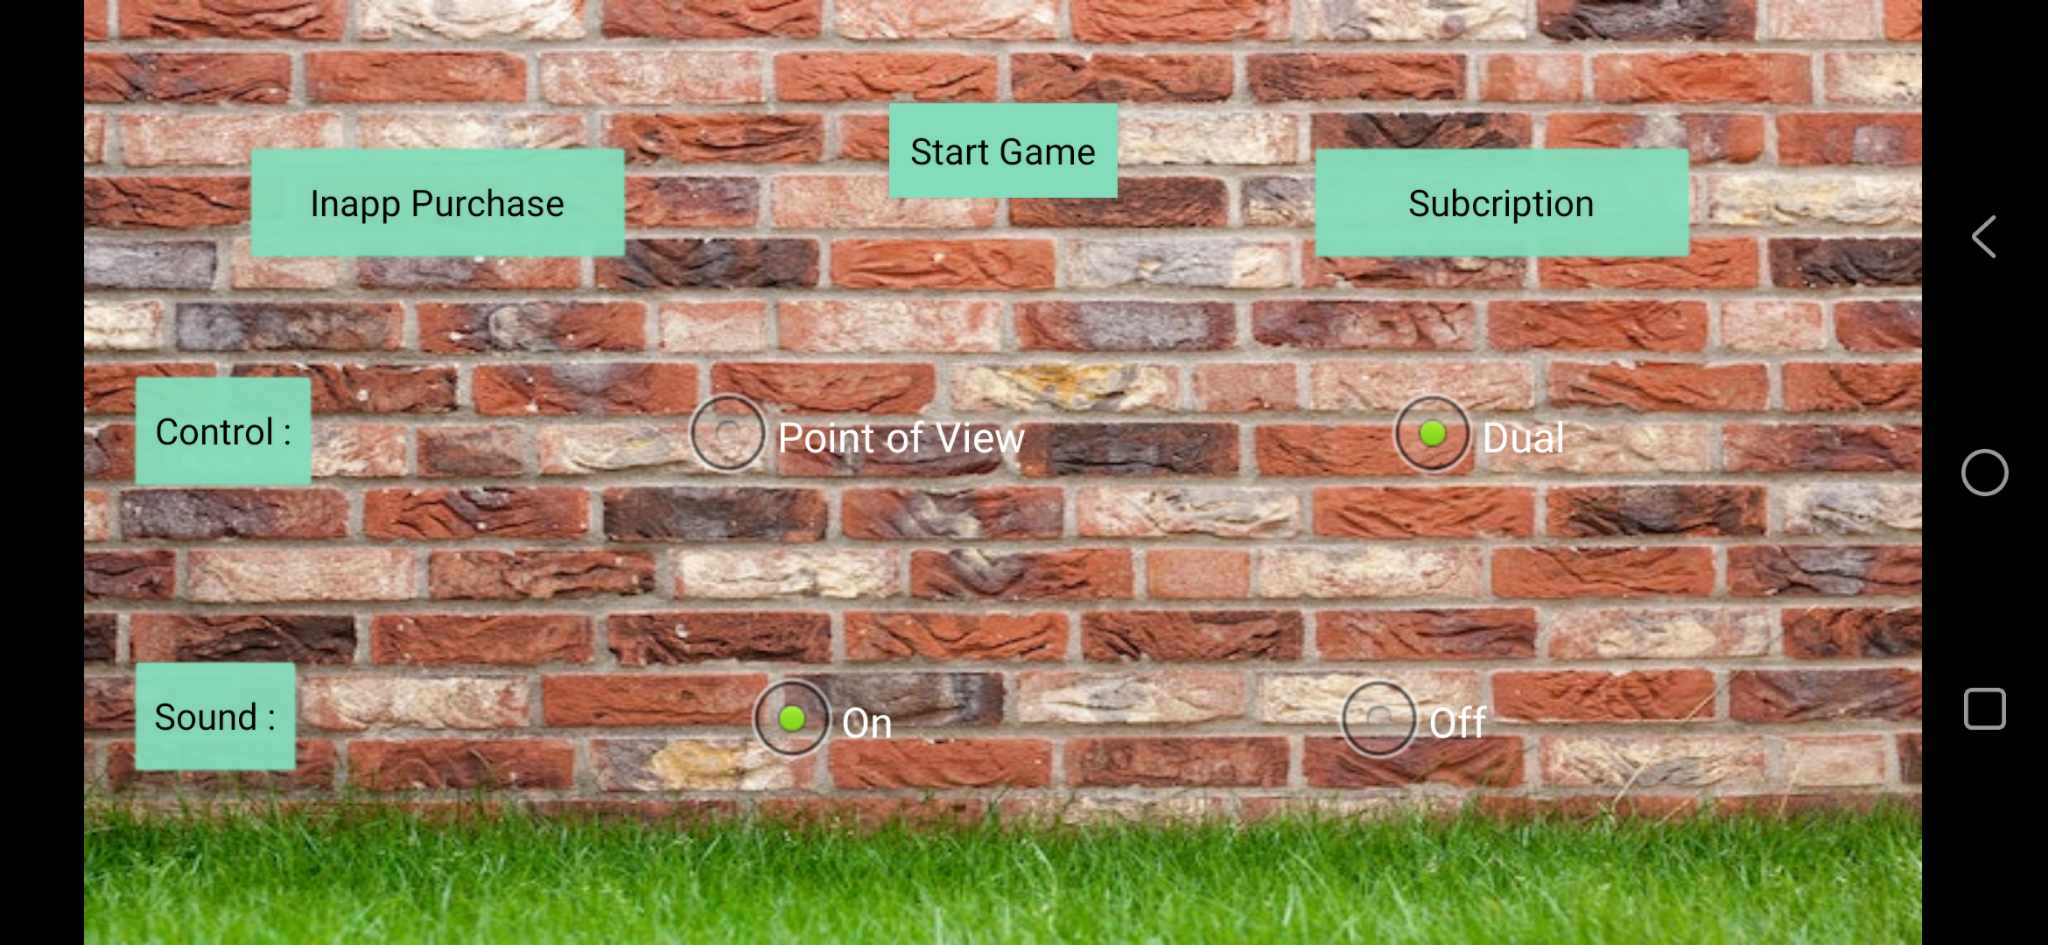 Start Game
Inapp Purchase
Subcription
Control :
Point of View
Dual
Sound :
On
Off